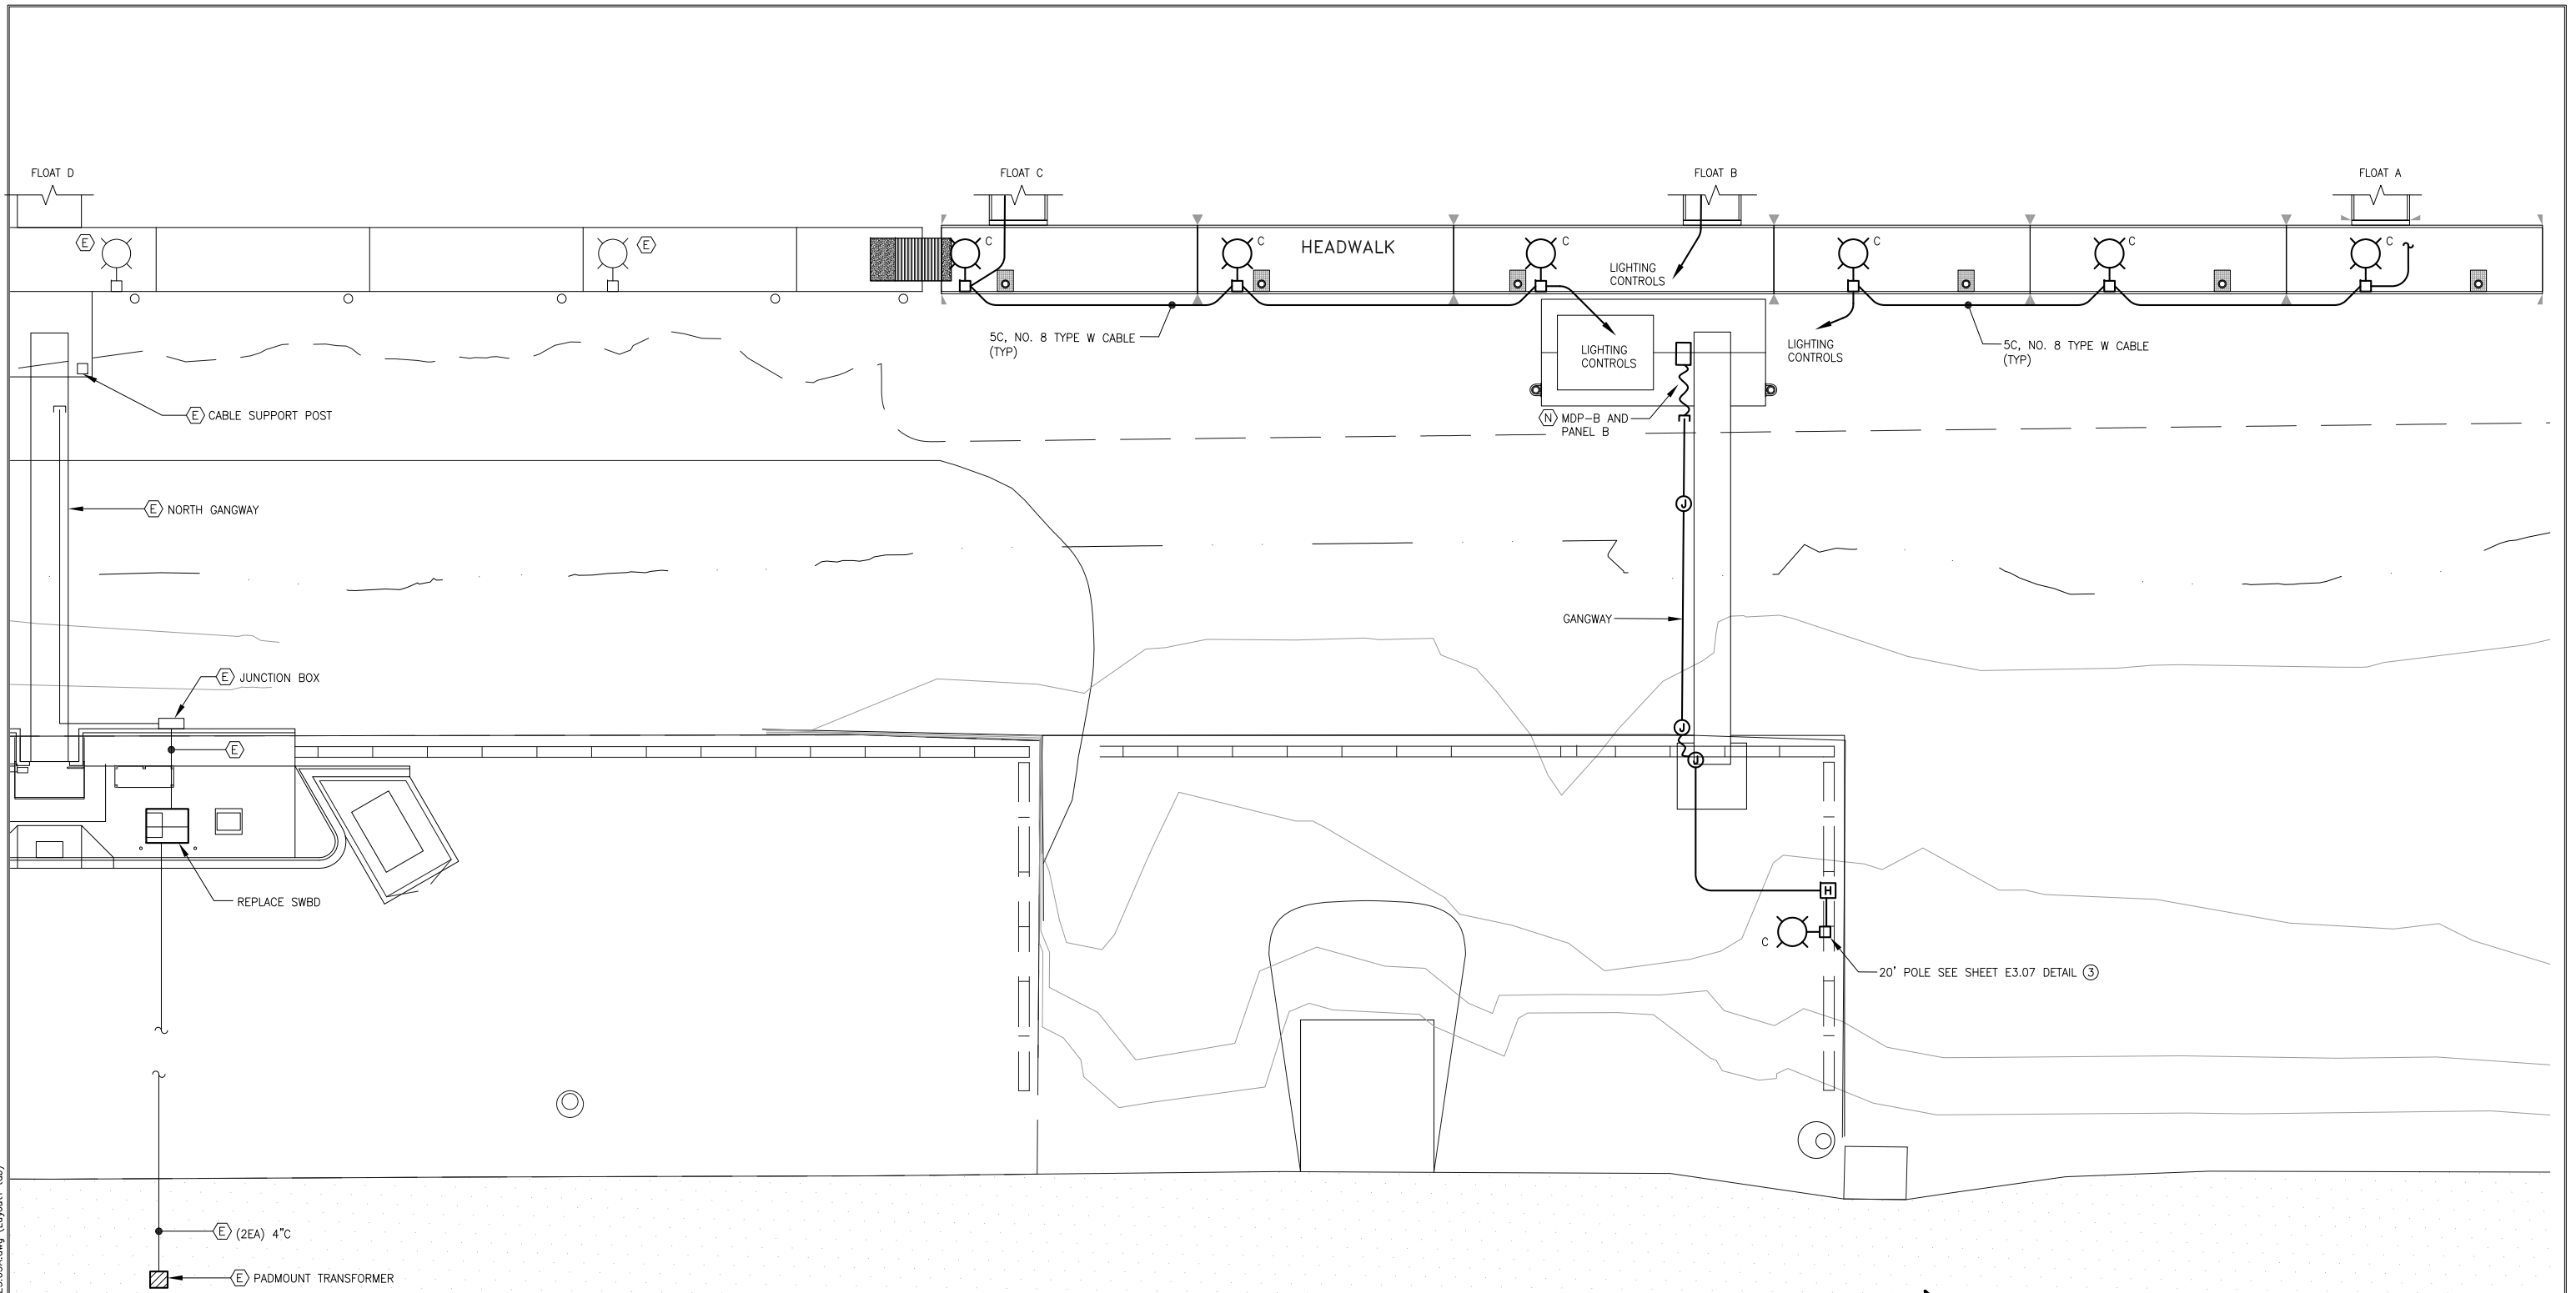 FLOAT D
FLOAT C
FLOAT B
FLOAT A
E
E
C
C
HEADWALK
C
C
C
C
LIGHTING
CONTROLS
5C, NO. 8 TYPE W CABLE
(TYP)
LIGHTING
CONTROLS
LIGHTING
CONTROLS
5C, NO. 8 TYPE W CABLE
(TYP)
E CABLE SUPPORT POST
N MDP-B AND
PANEL B
E NORTH GANGWAY
J
GANGWAY
E JUNCTION BOX
J
E
J
REPLACE SWBD
H
C
20' POLE SEE SHEET E3.07 DETAIL 3
E (2EA) 4"C
E PADMOUNT TRANSFORMER